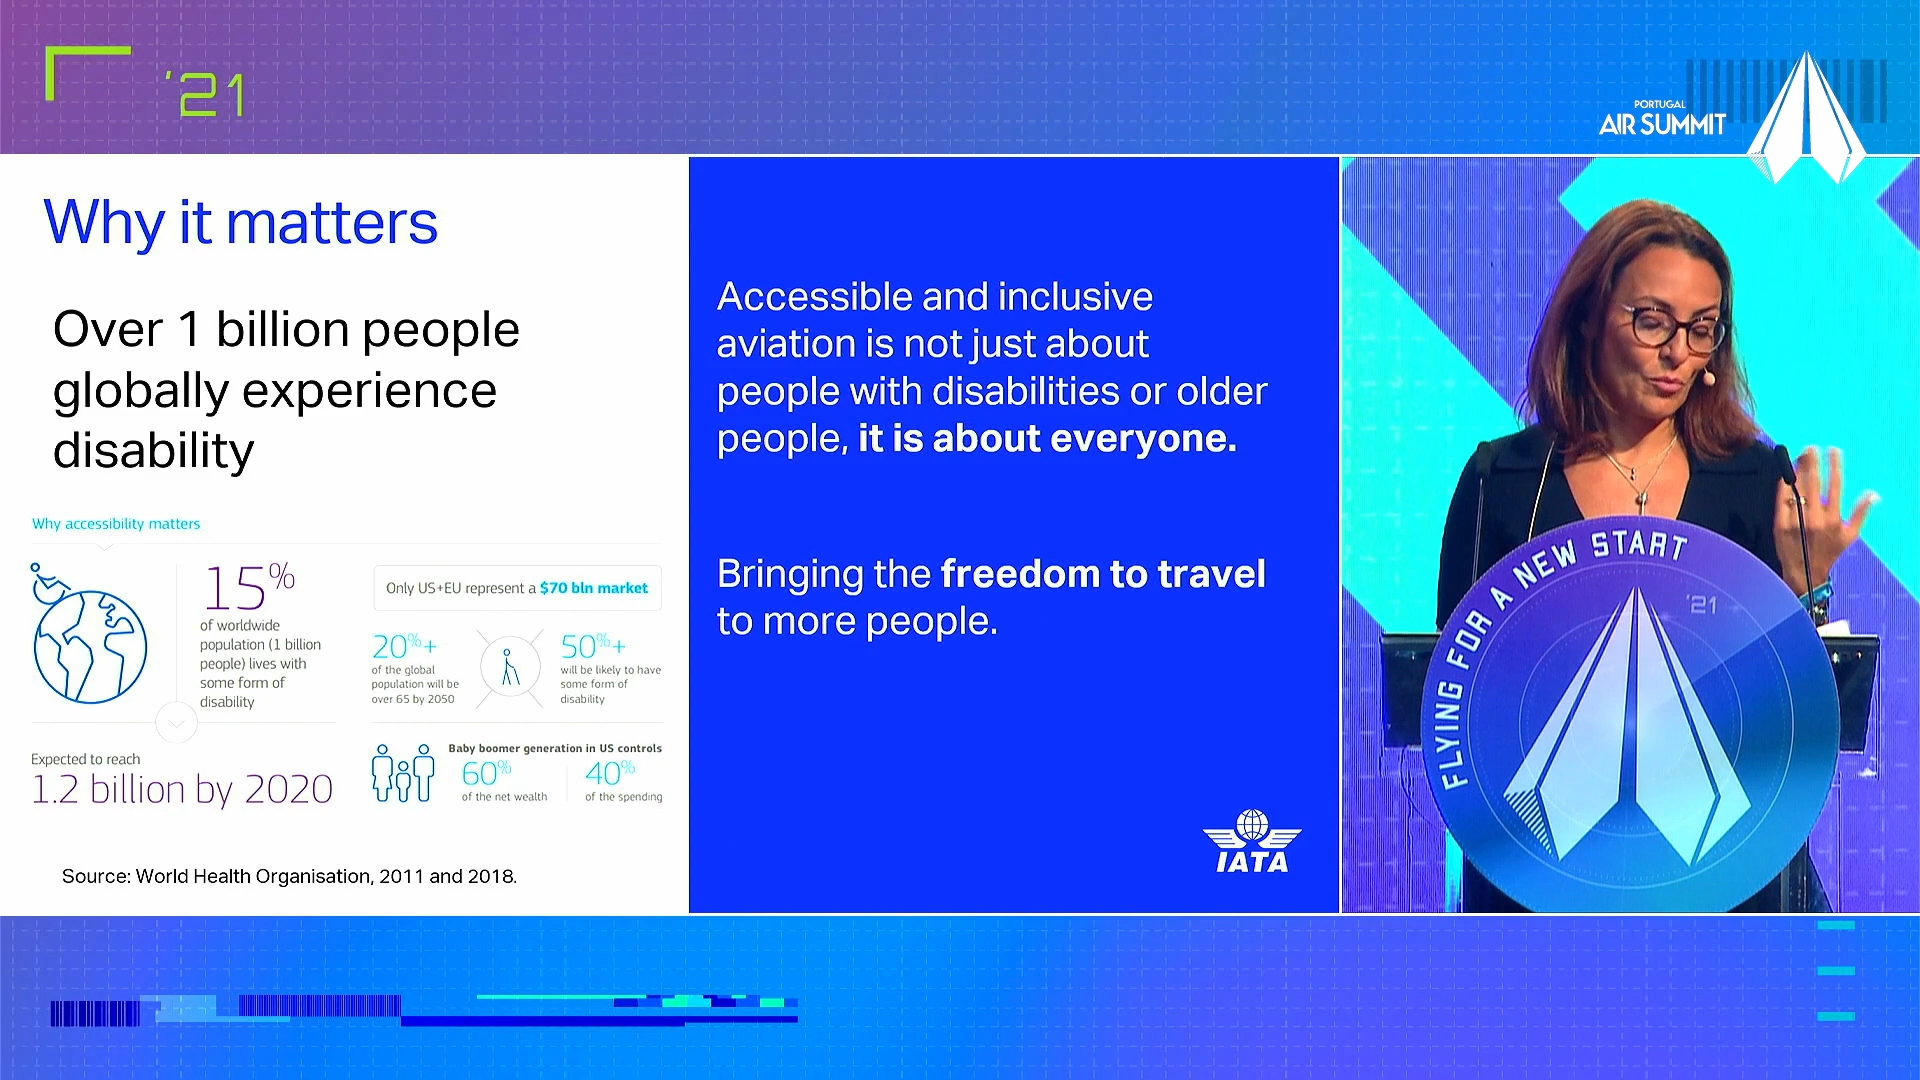 '21
PORTUGAL
AIR SUMMIT
Why it matters
Over 1 billion people
globally experience
disability
Why accessibility matters
15%
of worldwide
population (1 billion
people) lives with
some form of
disability
Expected to reach
1.2 billion by 2020
Only US+EU represent a $70 bln market
20%+
of the global
population will be
over 65 by 2050
50%+
will be likely to have
some form of
disability
Baby boomer generation in US controls
60%
of the net wealth
40%
of the spending
Source: World Health Organisation, 2011 and 2018.
Accessible and inclusive
aviation is not just about
people with disabilities or older
people, it is about everyone.
Bringing the freedom to travel
to more people.
IATA
FLYING FOR A NEW START
'21